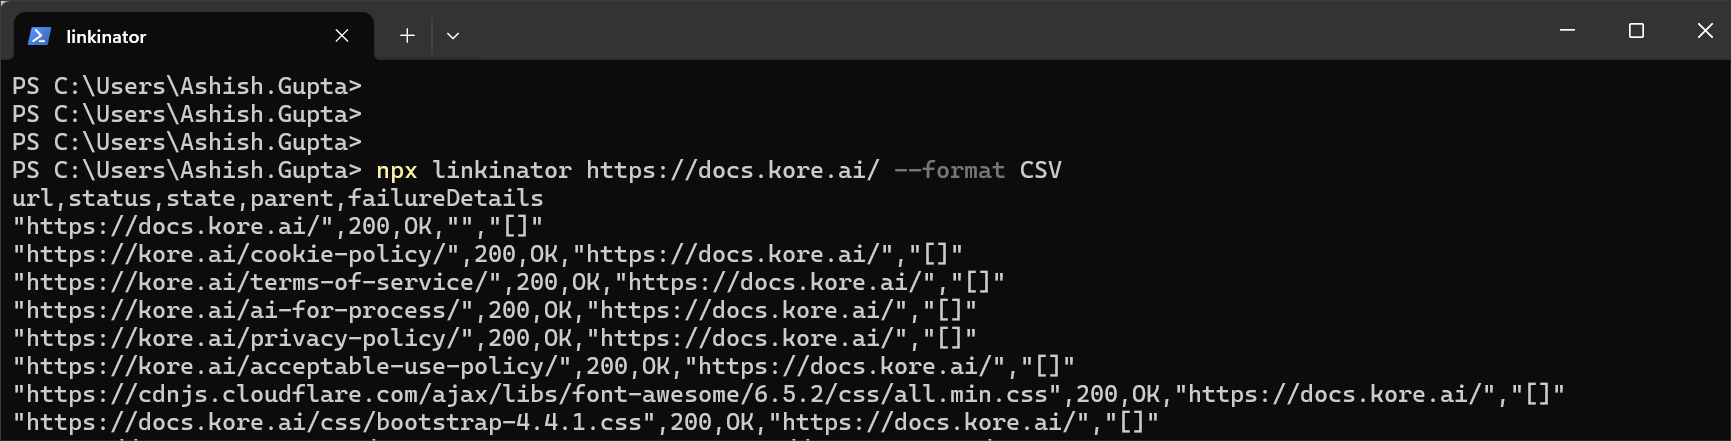 linkinator
PS C:\Users\Ashish.Gupta>
PS C:\Users\Ashish.Gupta>
PS C:\Users\Ashish.Gupta>
PS C:\Users\Ashish.Gupta> npx linkinator https://docs.kore.ai/ --format CSV
url,status,state,parent,failureDetails
"https://docs.kore.ai/",200,OK,"","[]"
"https://kore.ai/cookie-policy/",200,OK,"https://docs.kore.ai/","[]"
"https://kore.ai/terms-of-service/",200,OK,"https://docs.kore.ai/","[]"
"https://kore.ai/ai-for-process/",200,OK,"https://docs.kore.ai/","[]"
"https://kore.ai/privacy-policy/",200,OK,"https://docs.kore.ai/","[]"
"https://kore.ai/acceptable-use-policy/",200,OK,"https://docs.kore.ai/","[]"
"https://cdnjs.cloudflare.com/ajax/libs/font-awesome/6.5.2/css/all.min.css",200,OK,"https://docs.kore.ai/","[]"
"https://docs.kore.ai/css/bootstrap-4.4.1.css",200,OK,"https://docs.kore.ai/","[]"